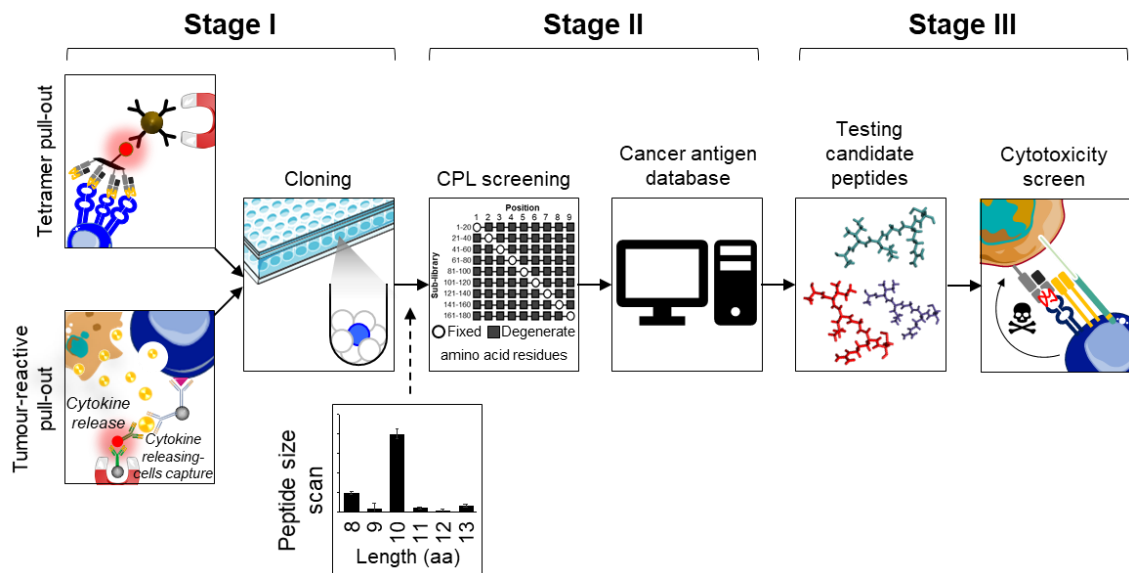 Stage I
Stage II
Stage III
Tetramer pull-out
Tumour-reactive
pull-out
Cytokine
release
Cytokine
releasing-
cells capture
Cloning
CPL screening
Position
1 2 3 4 5 6 7 8 9
Sub-library
1-20
21-40
41-60
61-80
81-100
101-120
121-140
141-160
161-180
Fixed Degenerate
amino acid residues
Peptide size
scan
8 9 10 11 12 13
Length (aa)
Cancer antigen
database
Testing
candidate
peptides
Cytotoxicity
screen